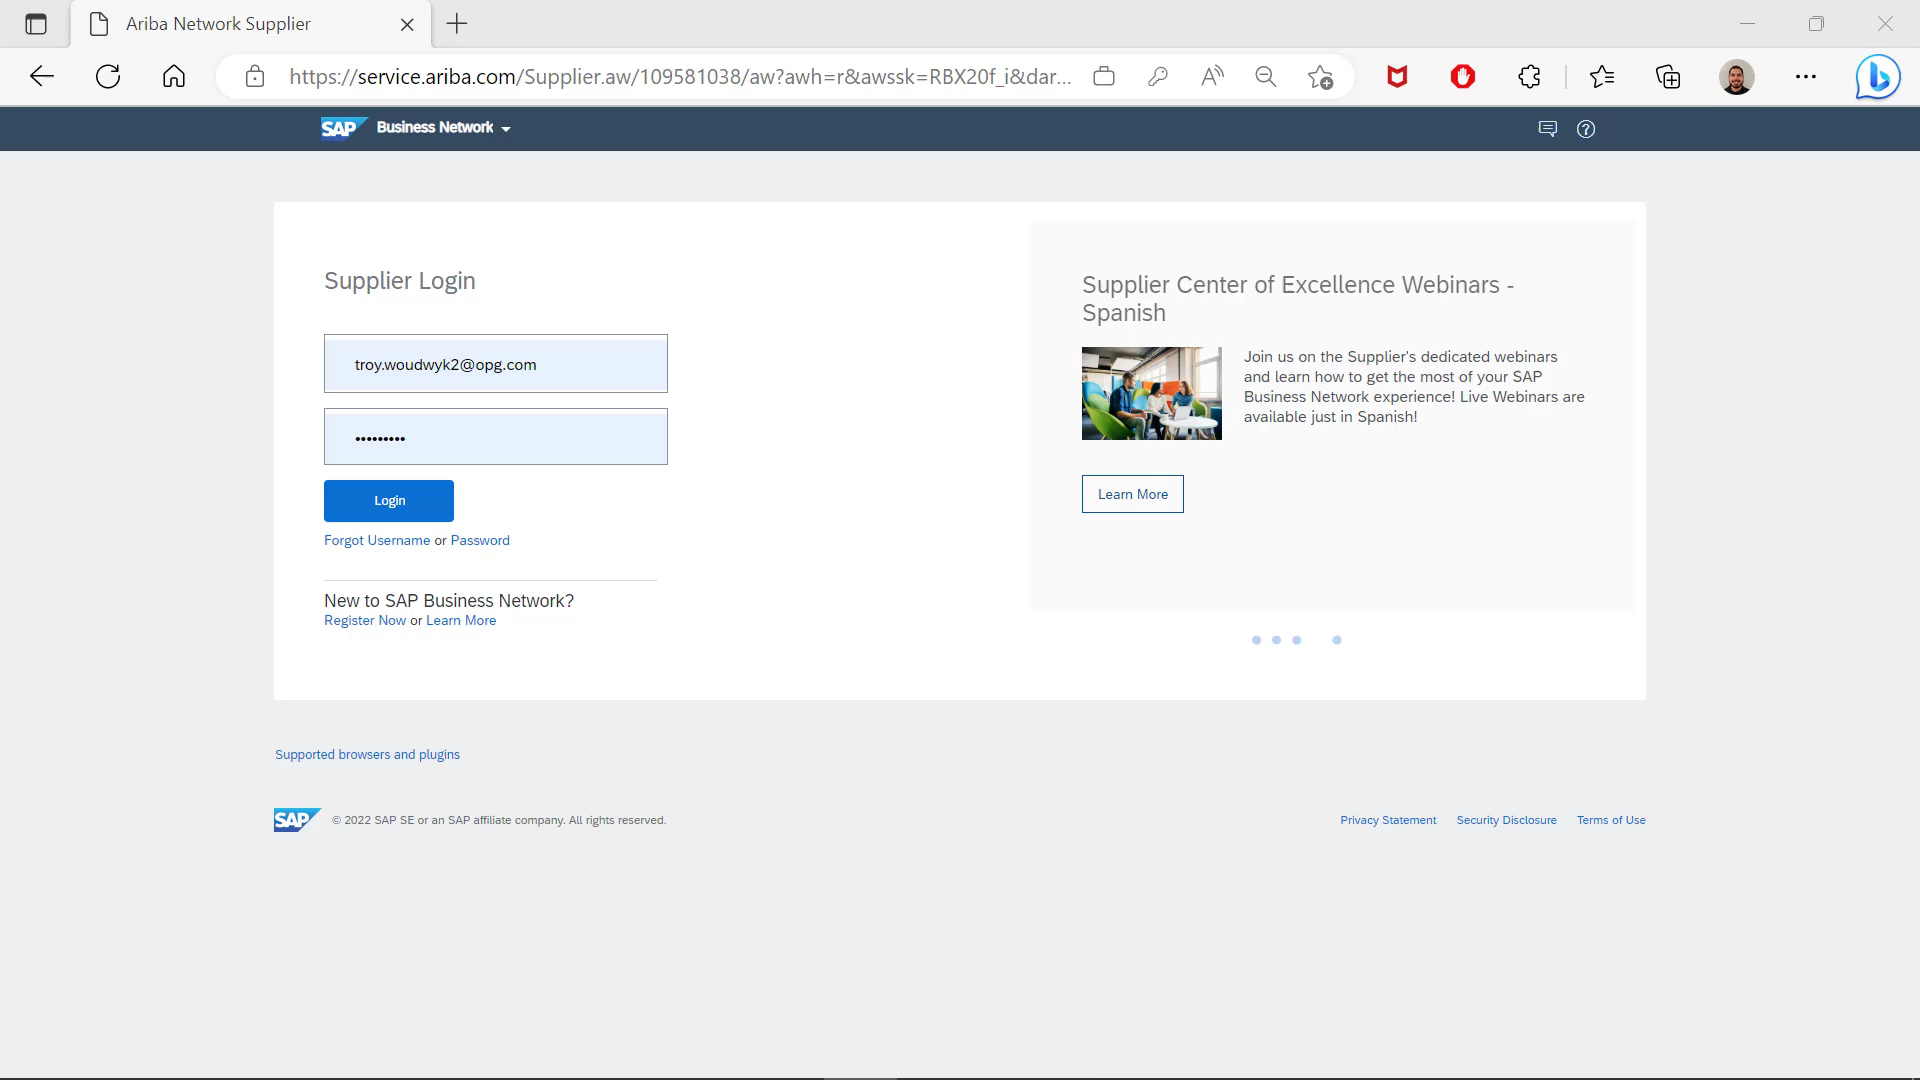 Ariba Network Supplier
https://service.ariba.com/Supplier.aw/109581038/aw?awh=r&awssk=RBX20f_i&dar...
SAP Business Network
Supplier Login
troy.woudwyk2@opg.com
•••••••••
Login
Forgot Username or Password
New to SAP Business Network?
Register Now or Learn More
Supplier Center of Excellence Webinars -
Spanish
Join us on the Supplier's dedicated webinars
and learn how to get the most of your SAP
Business Network experience! Live Webinars are
available just in Spanish!
Learn More
Supported browsers and plugins
SAP © 2022 SAP SE or an SAP affiliate company. All rights reserved.
Privacy Statement Security Disclosure Terms of Use